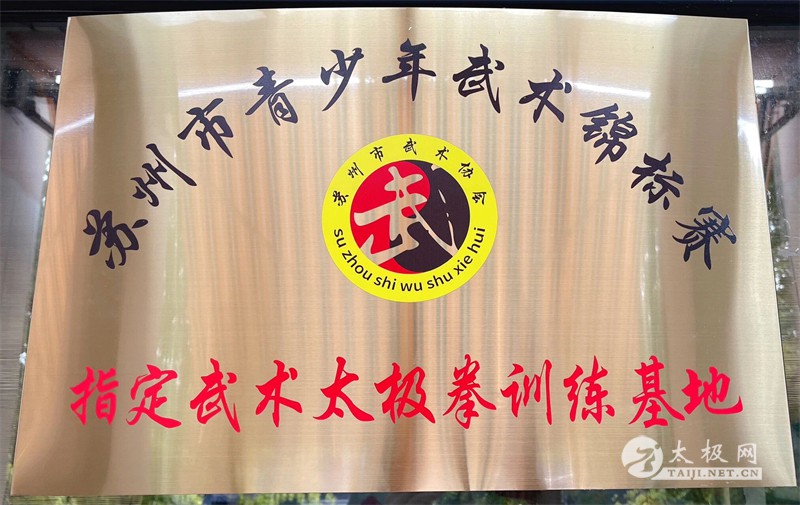 苏州市青少年武术锦标赛
苏州市武术协会
武
su zhou shi wu shu xie hui
指定武术太极拳训练基地
太极网
TAIJI.NET.CN